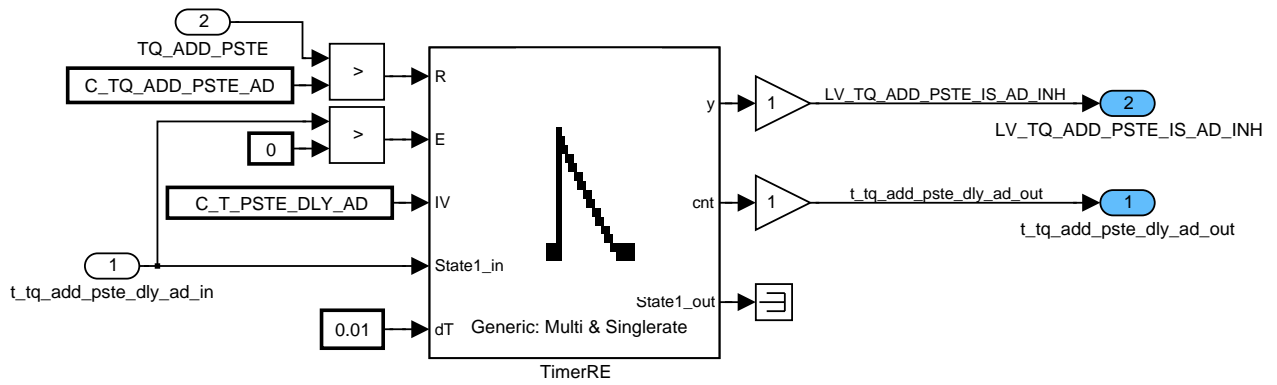 2
TQ_ADD_PSTE
C_TQ_ADD_PSTE_AD
>
R
>
0
E
C_T_PSTE_DLY_AD
IV
1
t_tq_add_pste_dly_ad_in
State1_in
0.01
dT
Generic: Multi & Singlerate
TimerRE
y
1
LV_TQ_ADD_PSTE_IS_AD_INH
2
LV_TQ_ADD_PSTE_IS_AD_INH
cnt
1
t_tq_add_pste_dly_ad_out
1
t_tq_add_pste_dly_ad_out
State1_out